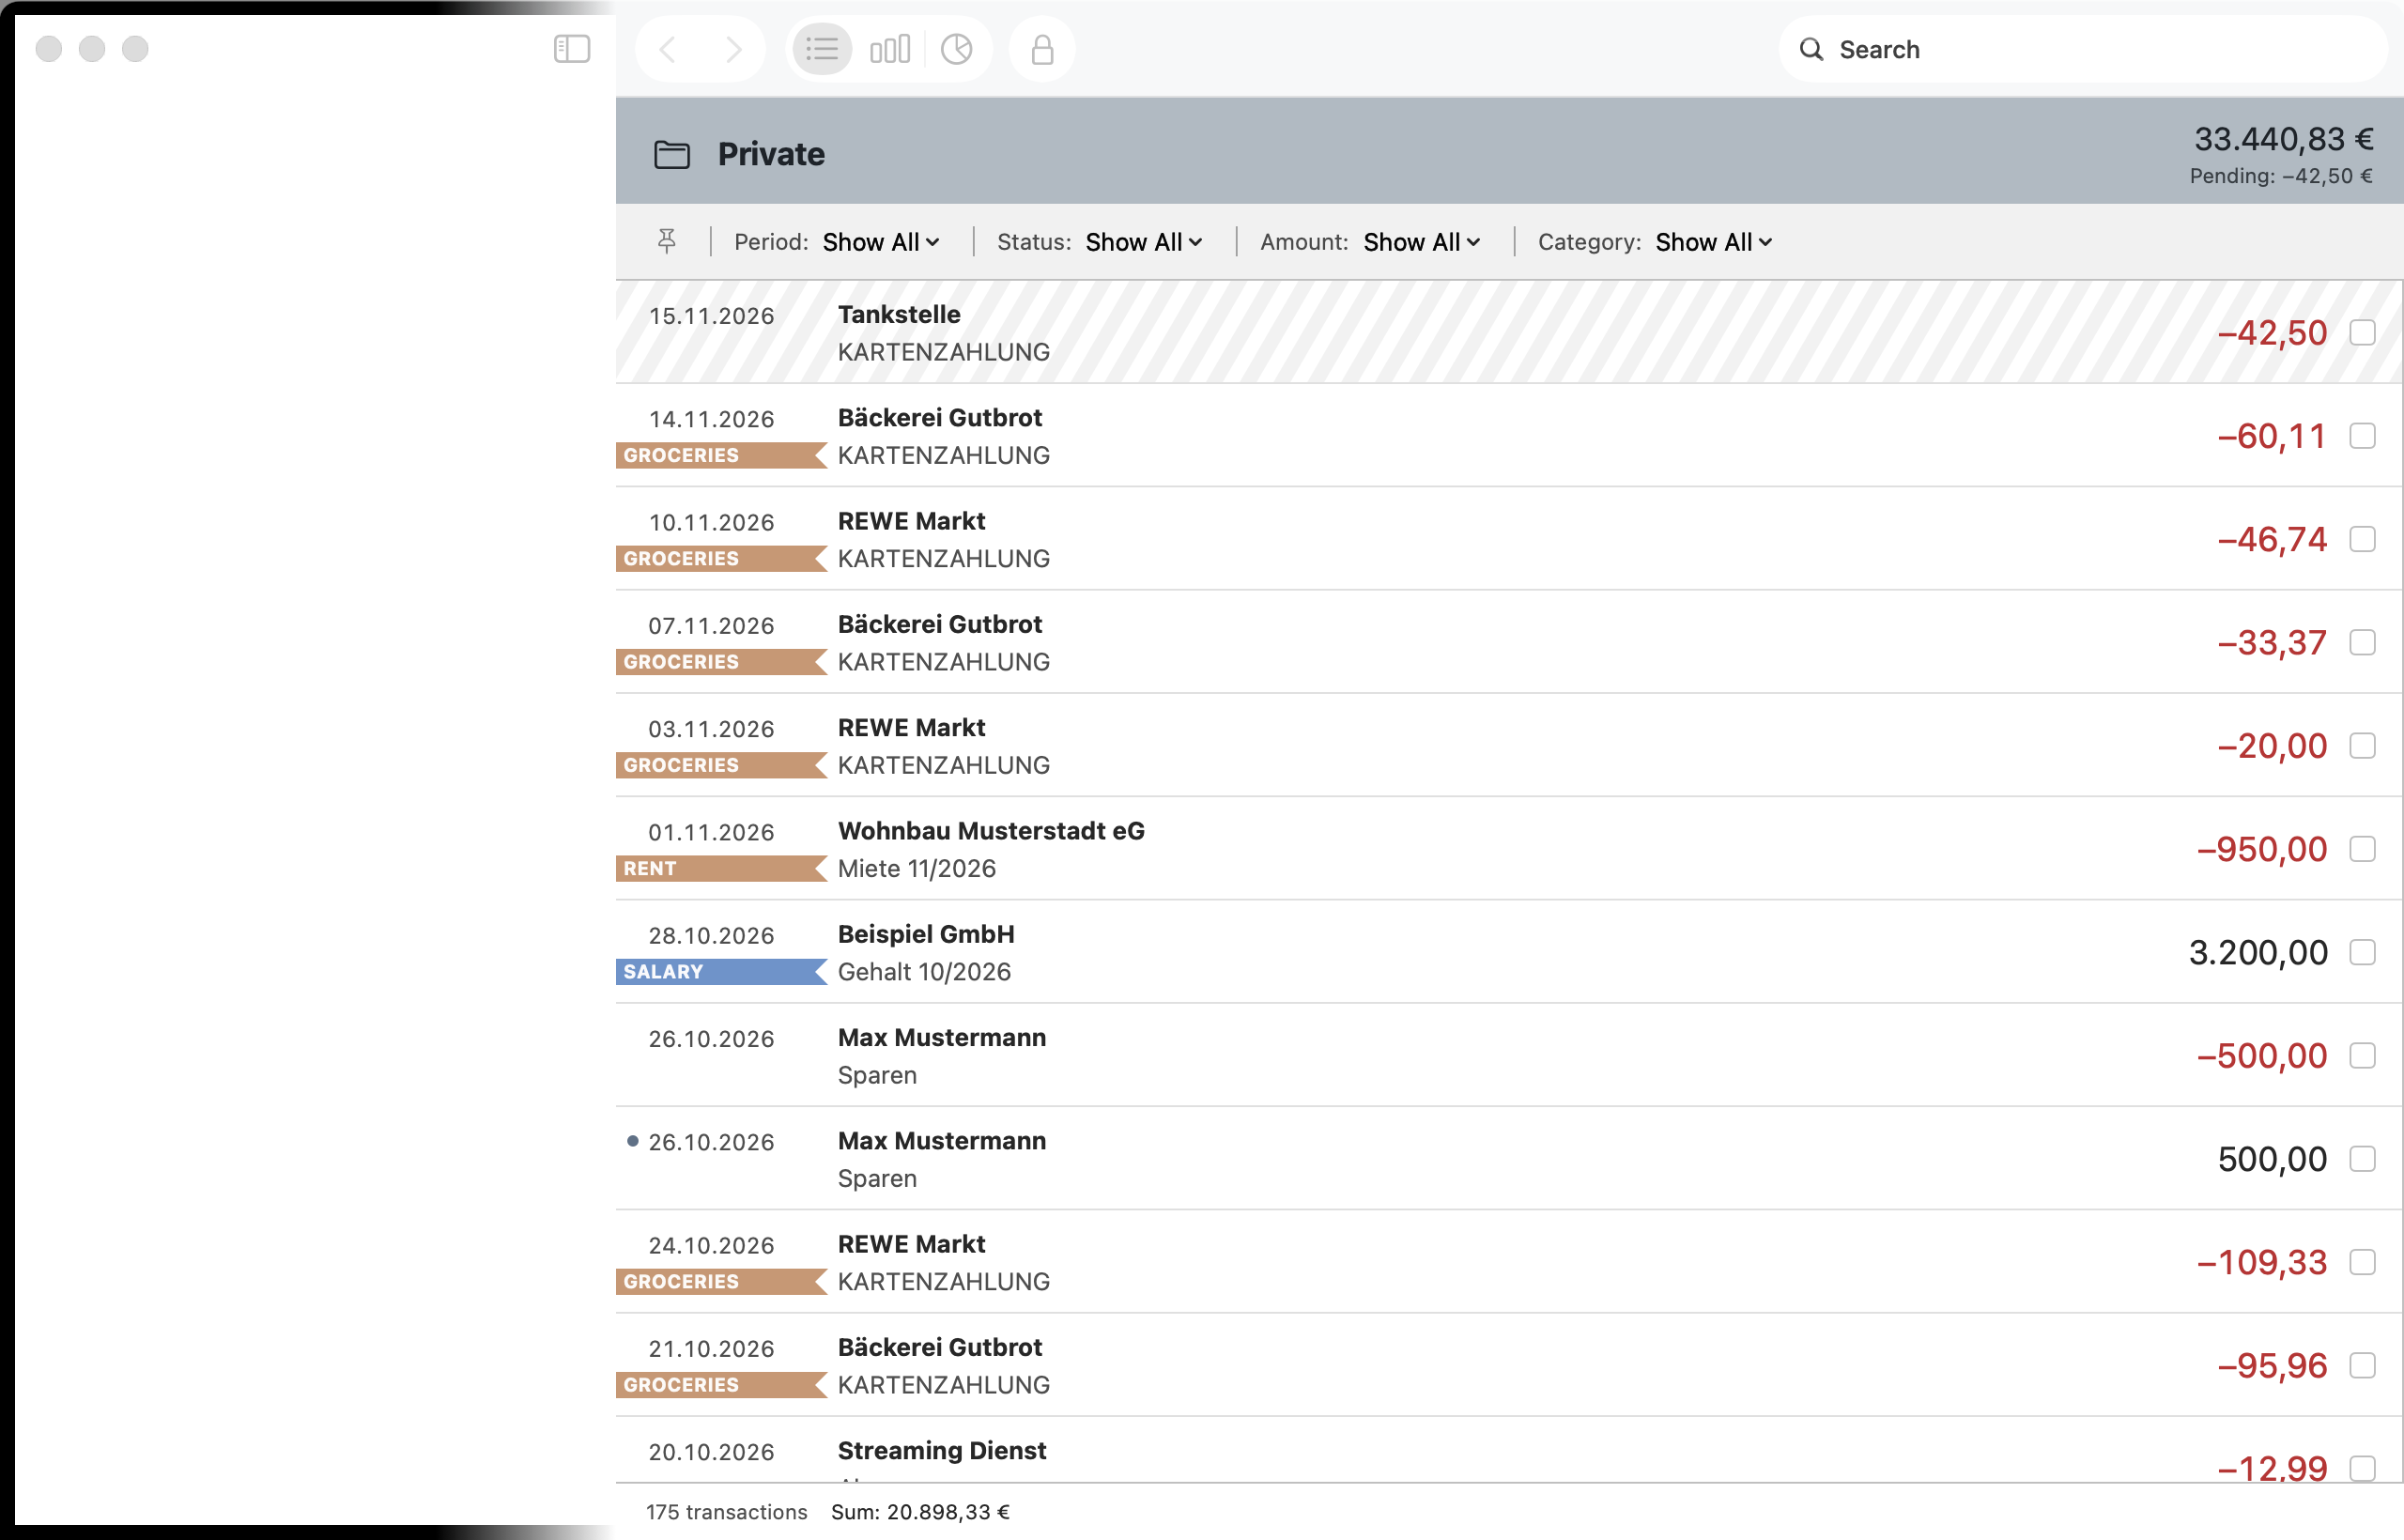 Search
Private
33.440,83 €
Pending: −42,50 €
Period: Show All Status: Show All Amount: Show All Category: Show All
15.11.2026 Tankstelle
KARTENZAHLUNG
−42,50
14.11.2026 Bäckerei Gutbrot
GROCERIES KARTENZAHLUNG
−60,11
10.11.2026 REWE Markt
GROCERIES KARTENZAHLUNG
−46,74
07.11.2026 Bäckerei Gutbrot
GROCERIES KARTENZAHLUNG
−33,37
03.11.2026 REWE Markt
GROCERIES KARTENZAHLUNG
−20,00
01.11.2026 Wohnbau Musterstadt eG
RENT Miete 11/2026
−950,00
28.10.2026 Beispiel GmbH
SALARY Gehalt 10/2026
3.200,00
26.10.2026 Max Mustermann
Sparen
−500,00
26.10.2026 Max Mustermann
Sparen
500,00
24.10.2026 REWE Markt
GROCERIES KARTENZAHLUNG
−109,33
21.10.2026 Bäckerei Gutbrot
GROCERIES KARTENZAHLUNG
−95,96
20.10.2026 Streaming Dienst
−12,99
175 transactions Sum: 20.898,33 €